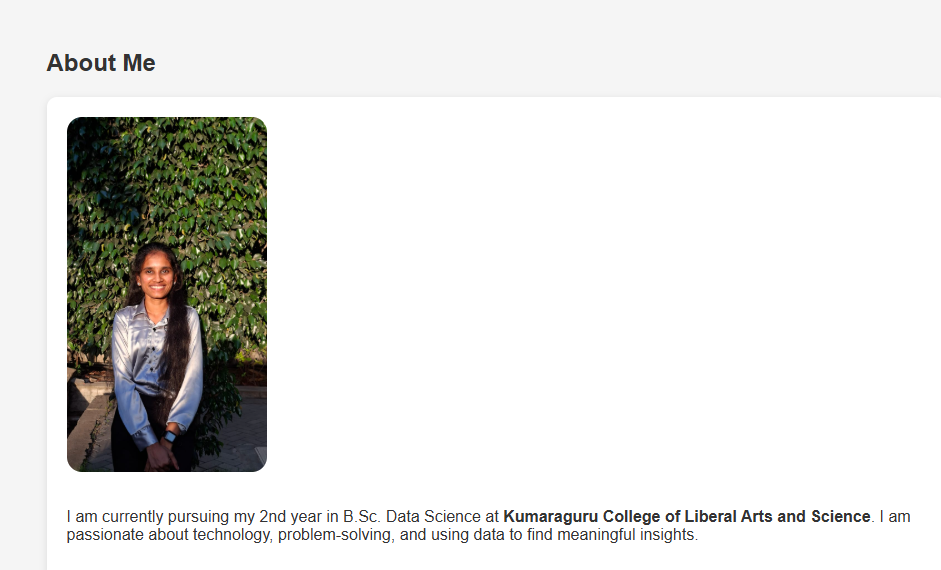 About Me
I am currently pursuing my 2nd year in B.Sc. Data Science at Kumaraguru College of Liberal Arts and Science. I am
passionate about technology, problem-solving, and using data to find meaningful insights.